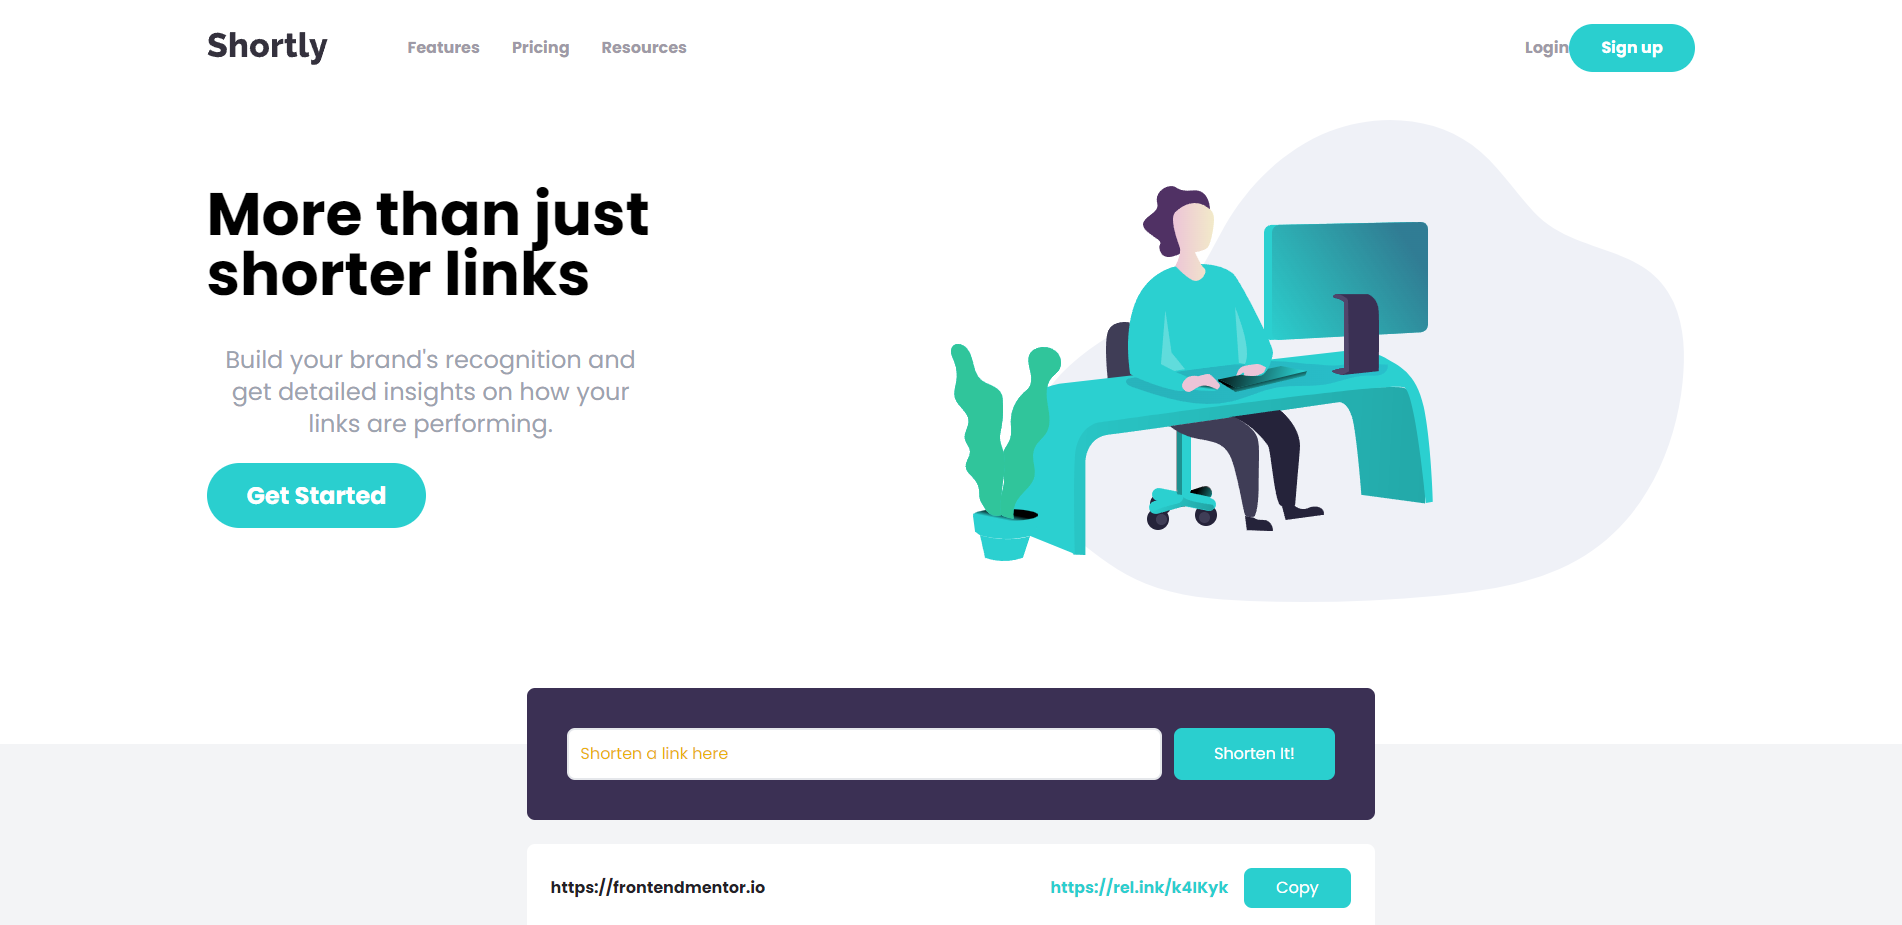 Shortly
Features
Pricing
Resources
Login
Sign up
More than just
shorter links
Build your brand's recognition and
get detailed insights on how your
links are performing.
Get Started
Shorten a link here
Shorten It!
https://frontendmentor.io
https://rel.ink/k4lKyk
Copy